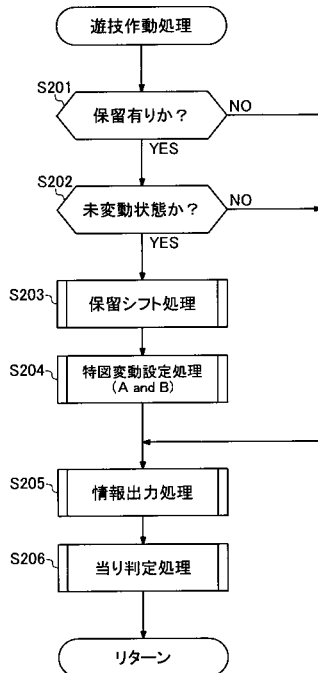 遊技作動処理
S201
保留有りか？
NO
YES
S202
未変動状態か？
NO
YES
S203
保留シフト処理
S204
特図変動設定処理
(A and B)
S205
情報出力処理
S206
当り判定処理
リターン